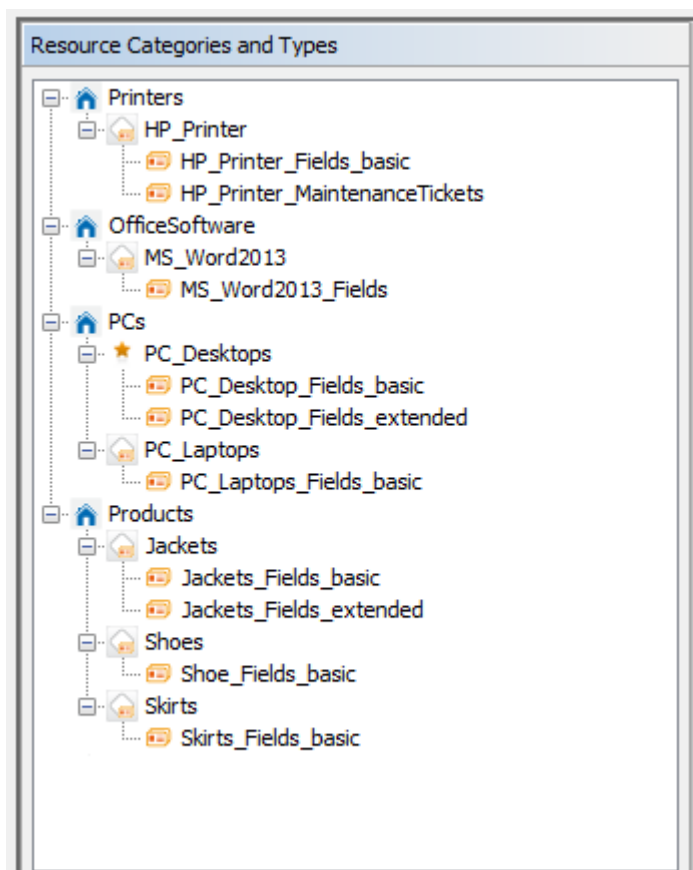 Resource Categories and Types
Printers
HP_Printer
HP_Printer_Fields_basic
HP_Printer_MaintenanceTickets
OfficeSoftware
MS_Word2013
MS_Word2013_Fields
PCs
PC_Desktops
PC_Desktop_Fields_basic
PC_Desktop_Fields_extended
PC_Laptops
PC_Laptops_Fields_basic
Products
Jackets
Jackets_Fields_basic
Jackets_Fields_extended
Shoes
Shoe_Fields_basic
Skirts
Skirts_Fields_basic